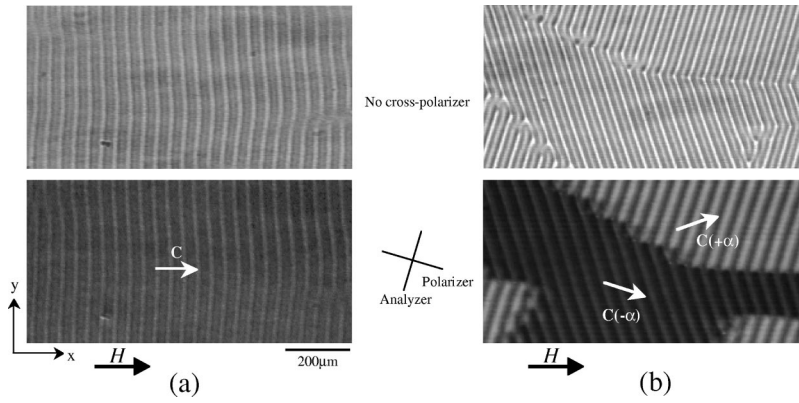 No cross-polarizer
C
C(+α)
C(-α)
Polarizer
Analyzer
y
x
H
200μm
H
(a)
(b)